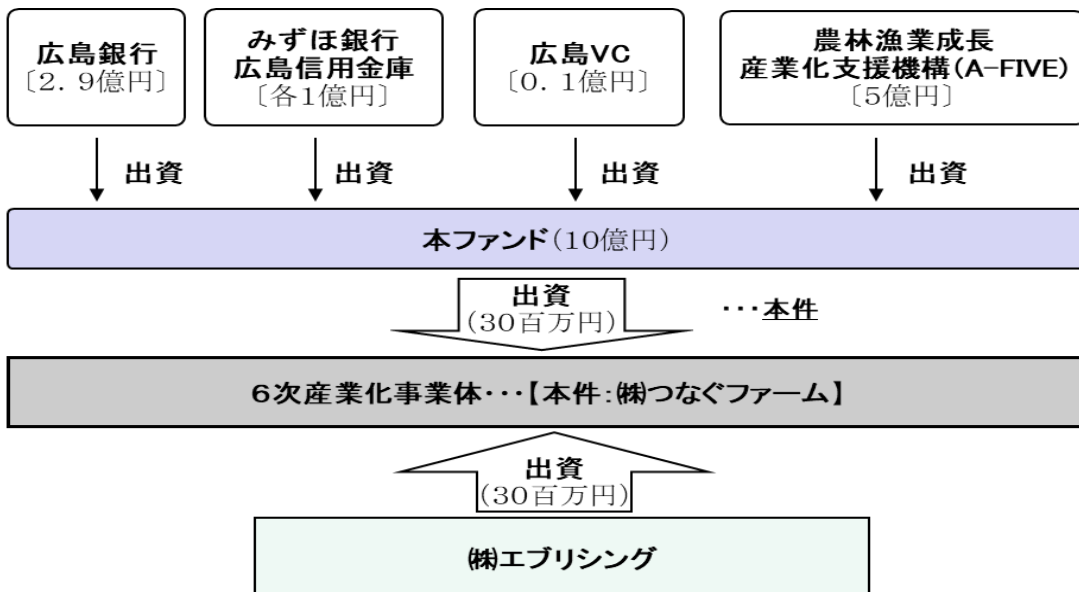 広島銀行
〔2．9億円〕
みずほ銀行
広島信用金庫
〔各1億円〕
広島VC
〔0．1億円〕
農林漁業成長
産業化支援機構(A-FIVE)
〔5億円〕
出資
出資
出資
出資
本ファンド(10億円)
出資
(30百万円)
･･･本件
6次産業化事業体･･･【本件:㈱つなぐファーム】
出資
(30百万円)
㈱エブリシング